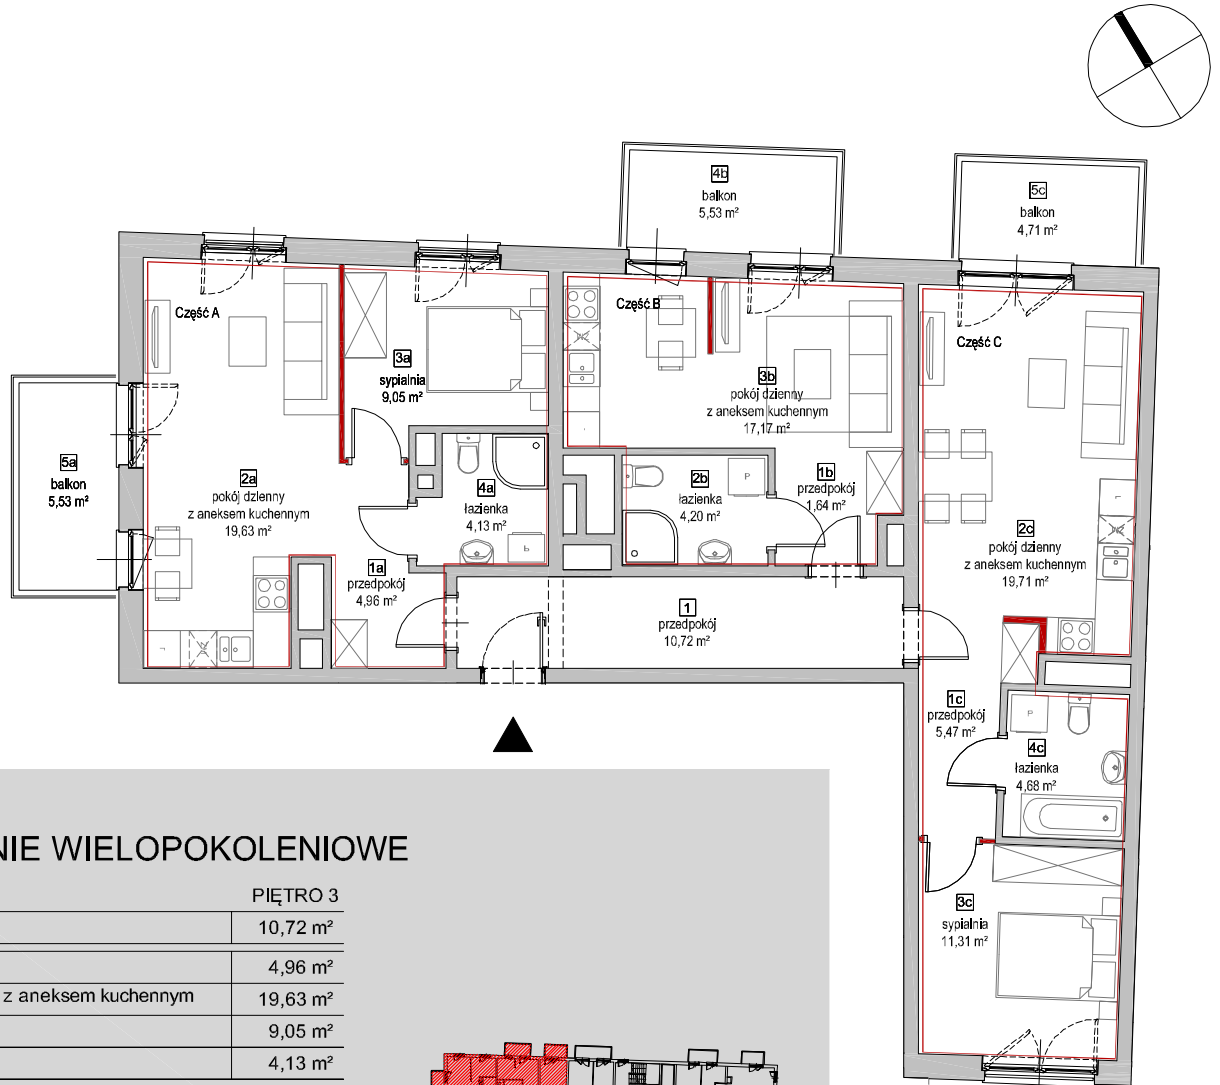 4b
balkon
5,53 m²
5c
balkon
4,71 m²
Część A
3a
sypialnia
9,05 m²
Część B
3b
pokój dzienny
z aneksem kuchennym
17,17 m²
Część C
5a
balkon
5,53 m²
2a
pokój dzienny
z aneksem kuchennym
19,63 m²
4a
łazienka
4,13 m²
2b
łazienka
4,20 m²
P
1b
przedpokój
1,64 m²
2c
pokój dzienny
z aneksem kuchennym
19,71 m²
1a
przedpokój
4,96 m²
1
przedpokój
10,72 m²
1c
przedpokój
5,47 m²
P
4c
łazienka
4,68 m²
3c
sypialnia
11,31 m²
NIE WIELOPOKOLENIOWE
PIĘTRO 3
10,72 m²
4,96 m²
z aneksem kuchennym 19,63 m²
9,05 m²
4,13 m²